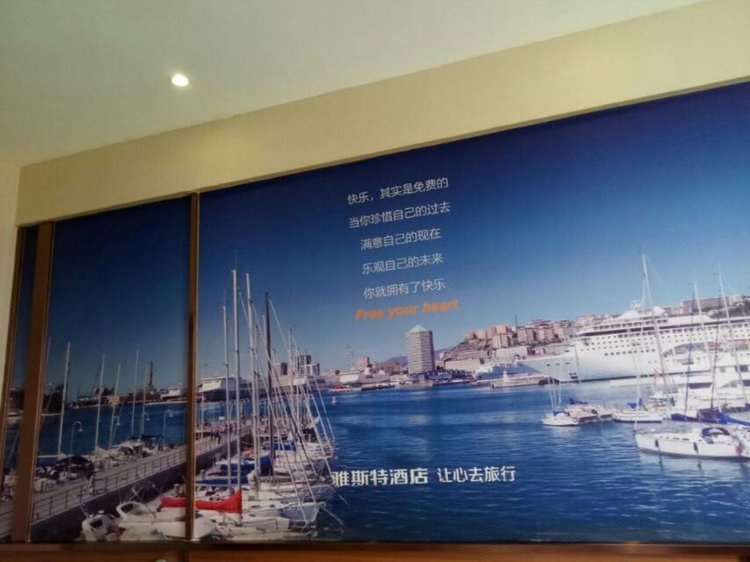 快乐，其实是免费的
当你珍惜自己的过去
满意自己的现在
乐观自己的未来
你就拥有了快乐
Free your heart
雅斯特酒店 让心去旅行